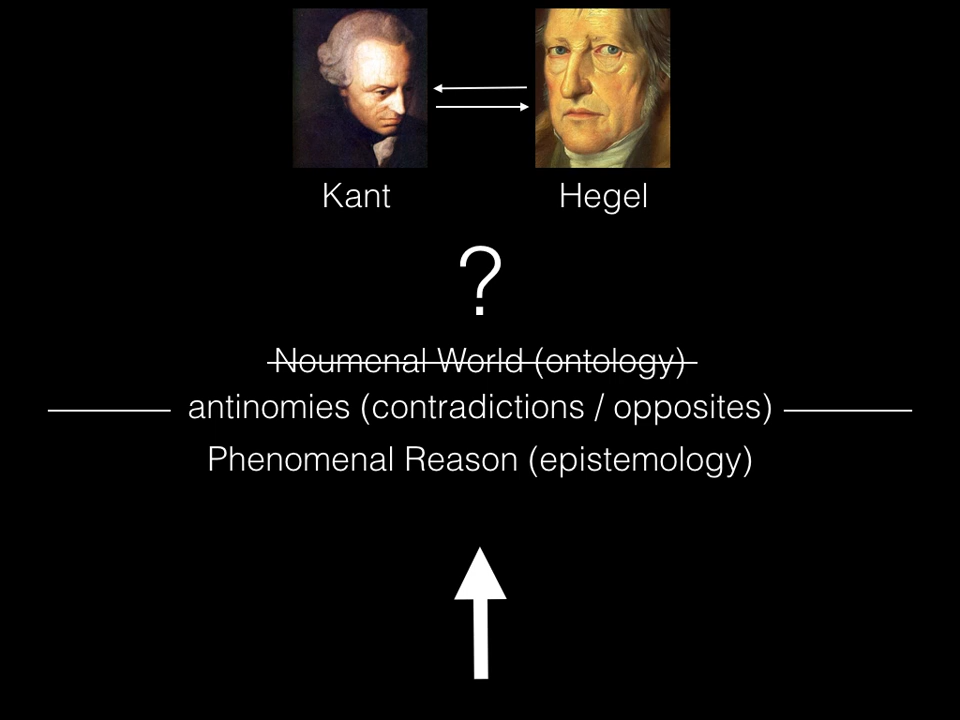 Kant Hegel
?
Noumenal World (ontology)
antinomies (contradictions / opposites)
Phenomenal Reason (epistemology)